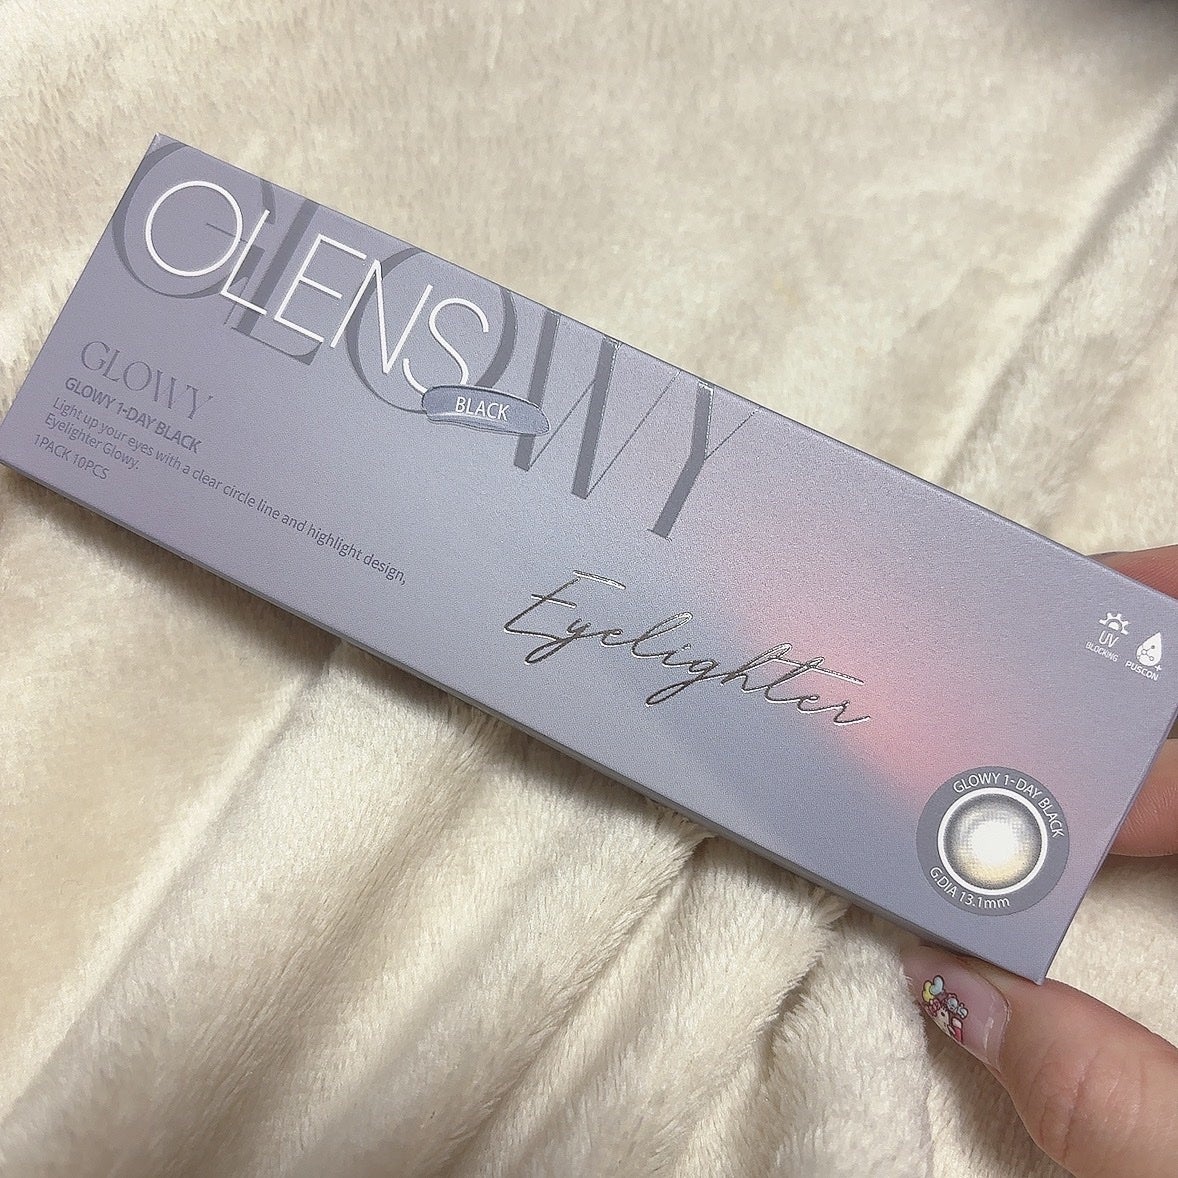 GLOWY
OLENS
BLACK
GLOWY
GLOWY 1-DAY BLACK
Light up your eyes with a clear circle line and highlight design,
Eyelighter Glowy.
1PACK 10PCS
Eyelighter
UV
BLOCKING
PUSCON
GLOWY 1-DAY BLACK
G.DIA 13.1mm